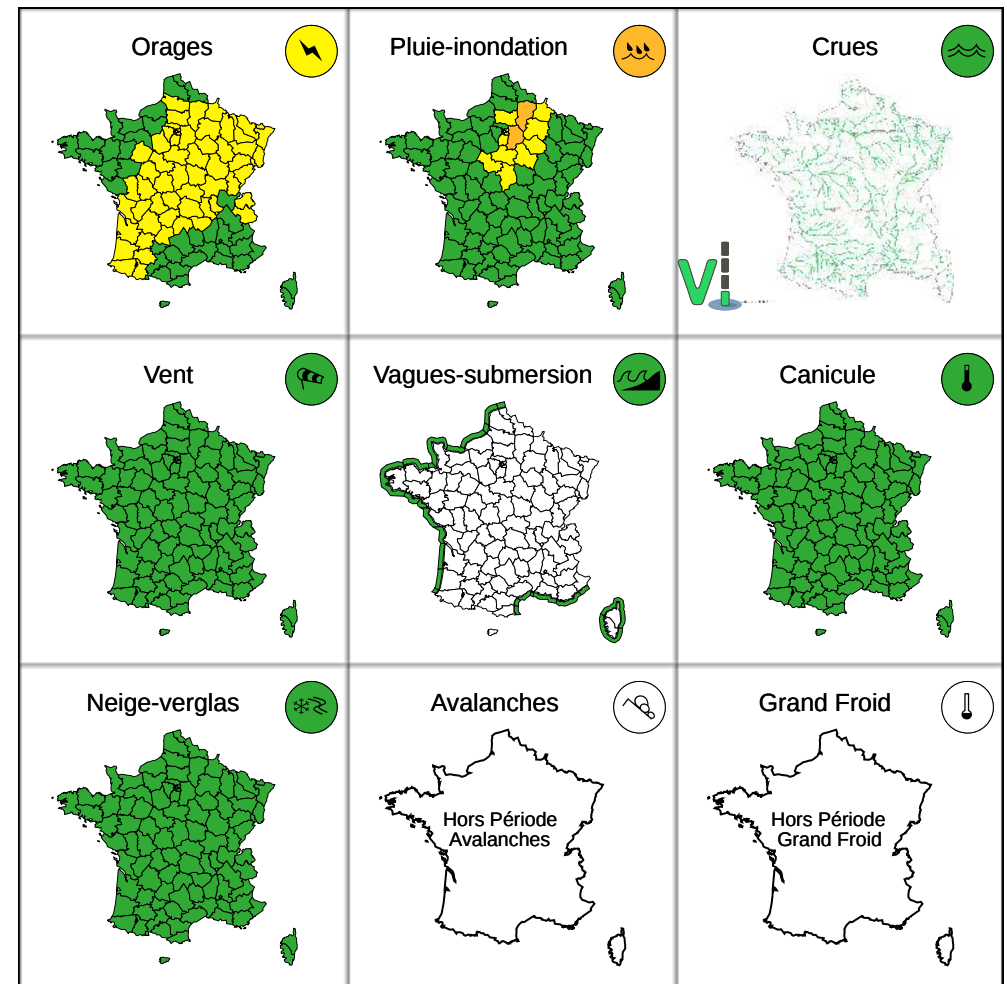 Orages
Pluie-inondation
Crues
Vi
Vent
Vagues-submersion
Canicule
Neige-verglas
Avalanches
Grand Froid
Hors Période
Avalanches
Hors Période
Grand Froid